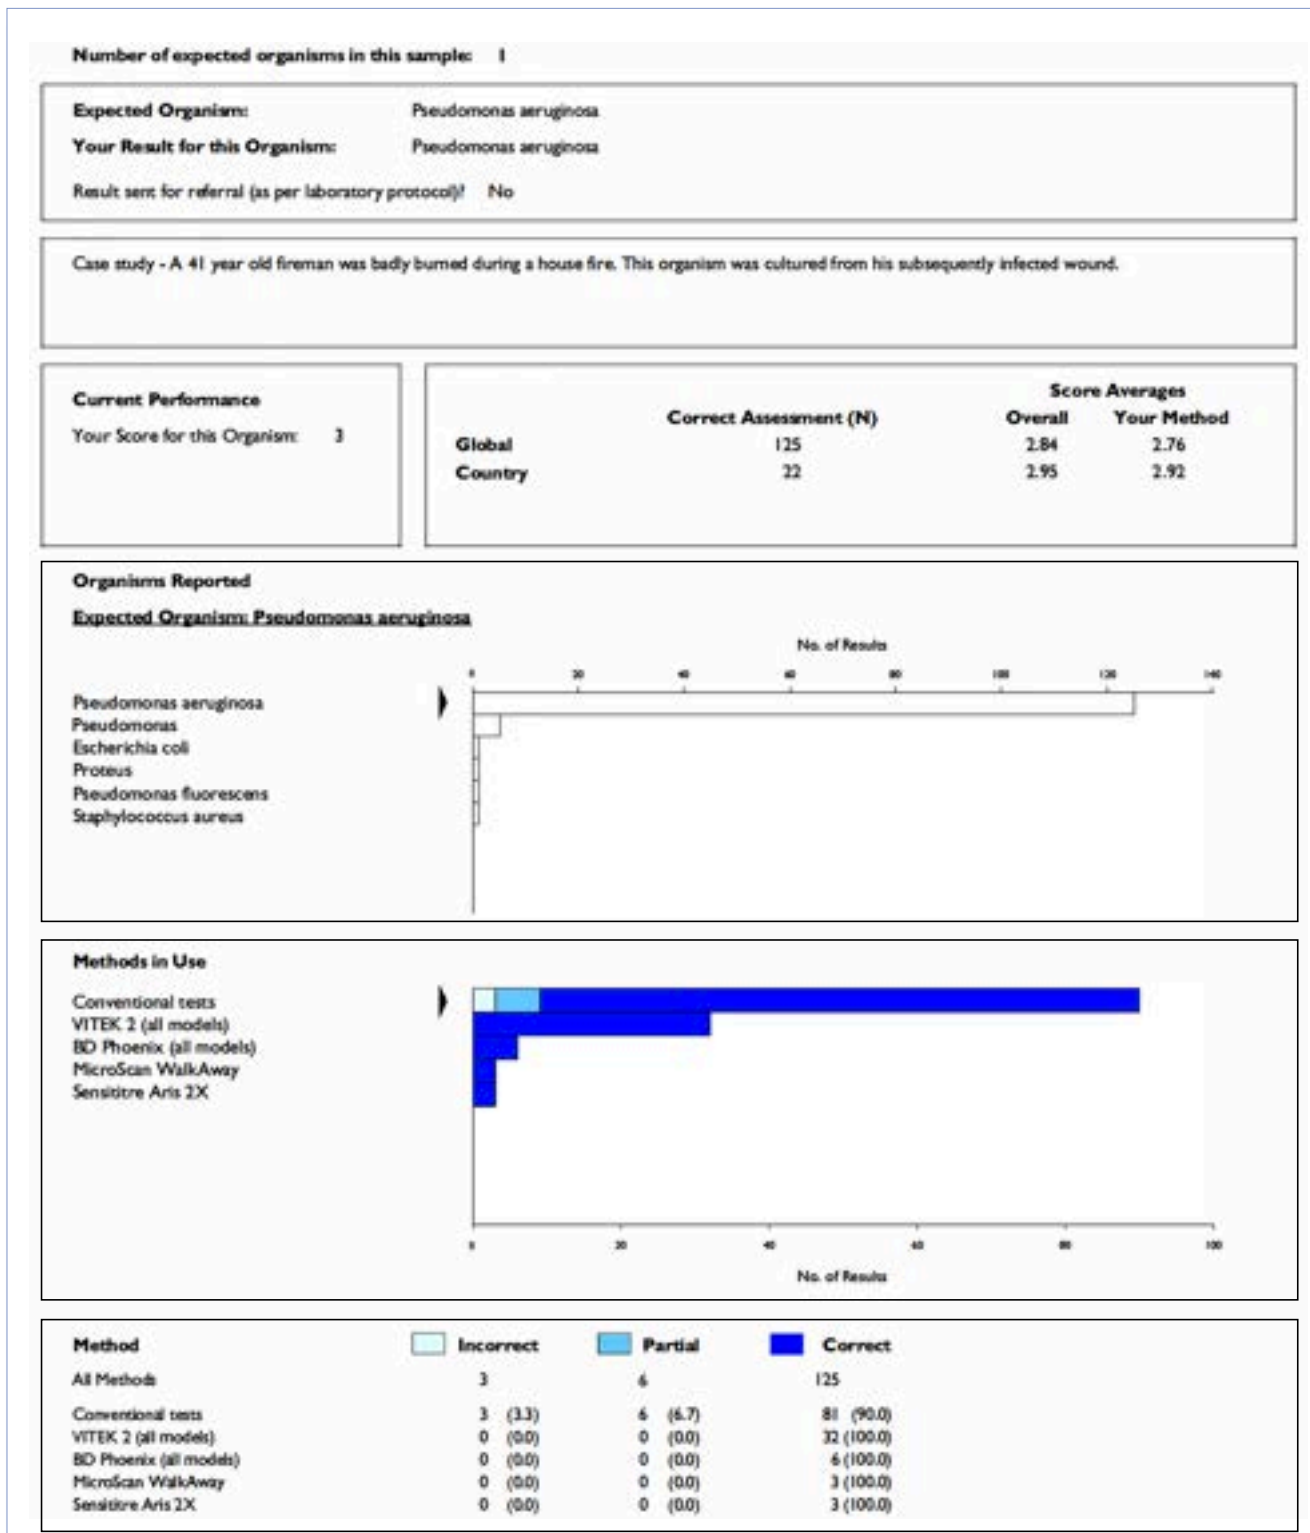 Number of expected organisms in this sample: 1
Expected Organism: Pseudomonas aeruginosa
Your Result for this Organism: Pseudomonas aeruginosa
Result sent for referral (as per laboratory protocol)? No
Case study - A 41 year old fireman was badly burned during a house fire. This organism was cultured from his subsequently infected wound.
Current Performance
Your Score for this Organism: 3
Score Averages
Correct Assessment (N) Overall Your Method
Global 125 2.84 2.76
Country 22 2.95 2.92
Organisms Reported
Expected Organism: Pseudomonas aeruginosa
No. of Results
0 20 40 60 80 100 120 140
Pseudomonas aeruginosa
Pseudomonas
Escherichia coli
Proteus
Pseudomonas fluorescens
Staphylococcus aureus
Methods in Use
Conventional tests
VITEK 2 (all models)
BD Phoenix (all models)
MicroScan WalkAway
Sensititre Aris 2X
0 20 40 60 80 100
No. of Results
Method Incorrect Partial Correct
All Methods 3 6 125
Conventional tests 3 (3.3) 6 (6.7) 81 (90.0)
VITEK 2 (all models) 0 (0.0) 0 (0.0) 32 (100.0)
BD Phoenix (all models) 0 (0.0) 0 (0.0) 6 (100.0)
MicroScan WalkAway 0 (0.0) 0 (0.0) 3 (100.0)
Sensititre Aris 2X 0 (0.0) 0 (0.0) 3 (100.0)